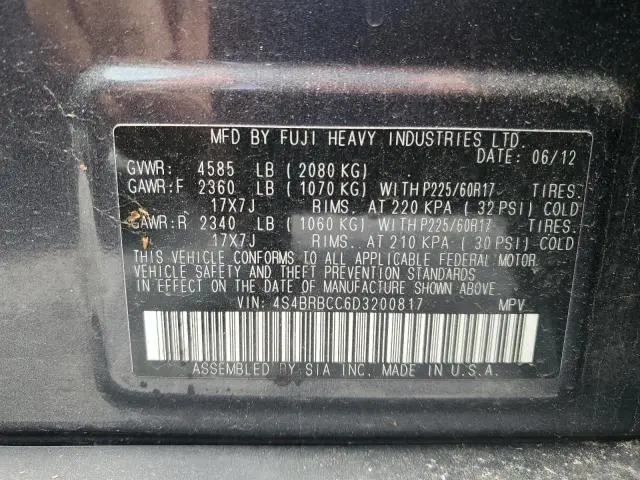 MFD BY FUJI HEAVY INDUSTRIES LTD.
DATE: 06/12
GVWR: 4585 LB (2080 KG)
GAWR:F 2360 LB (1070 KG) WITH P225/60R17 TIRES.
17X7J RIMS. AT 220 KPA (32 PSI) COLD
GAWR:R 2340 LB (1060 KG) WITH P225/60R17 TIRES.
17X7J RIMS. AT 210 KPA (30 PSI) COLD
THIS VEHICLE CONFORMS TO ALL APPLICABLE FEDERAL MOTOR
VEHICLE SAFETY AND THEFT PREVENTION STANDARDS IN
EFFECT ON THE DATE OF MANUFACTURE SHOWN ABOVE.
VIN: 4S4BRBCC6D3200817 MPV
ASSEMBLED BY SIA INC. MADE IN U.S.A.